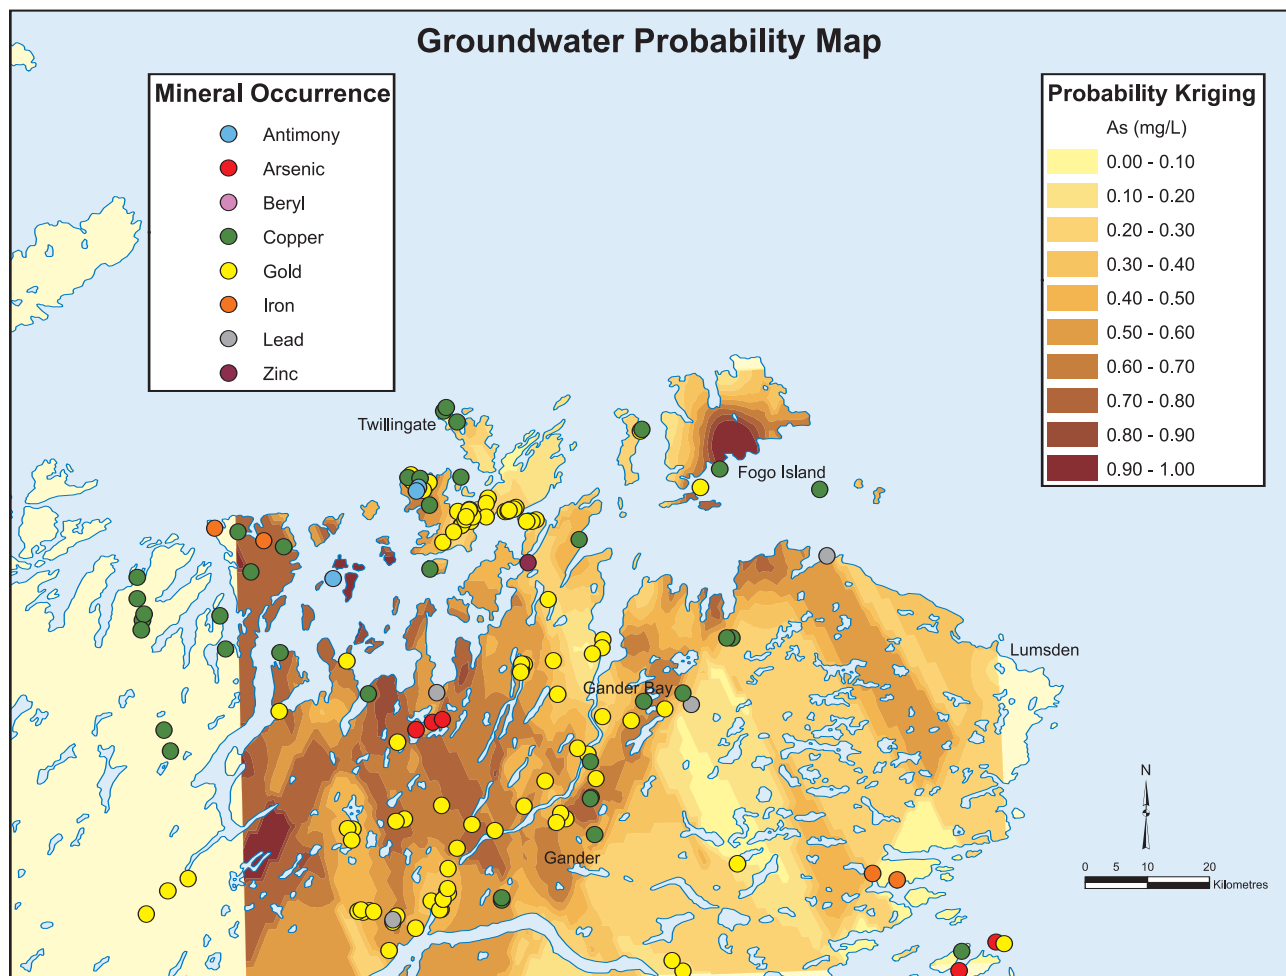 Groundwater Probability Map
Mineral Occurrence
Antimony
Arsenic
Beryl
Copper
Gold
Iron
Lead
Zinc
Probability Kriging
As (mg/L)
0.00 - 0.10
0.10 - 0.20
0.20 - 0.30
0.30 - 0.40
0.40 - 0.50
0.50 - 0.60
0.60 - 0.70
0.70 - 0.80
0.80 - 0.90
0.90 - 1.00
Twillingate
Fogo Island
Lumsden
Gander Bay
Gander
N
0 5 10 20
Kilometres